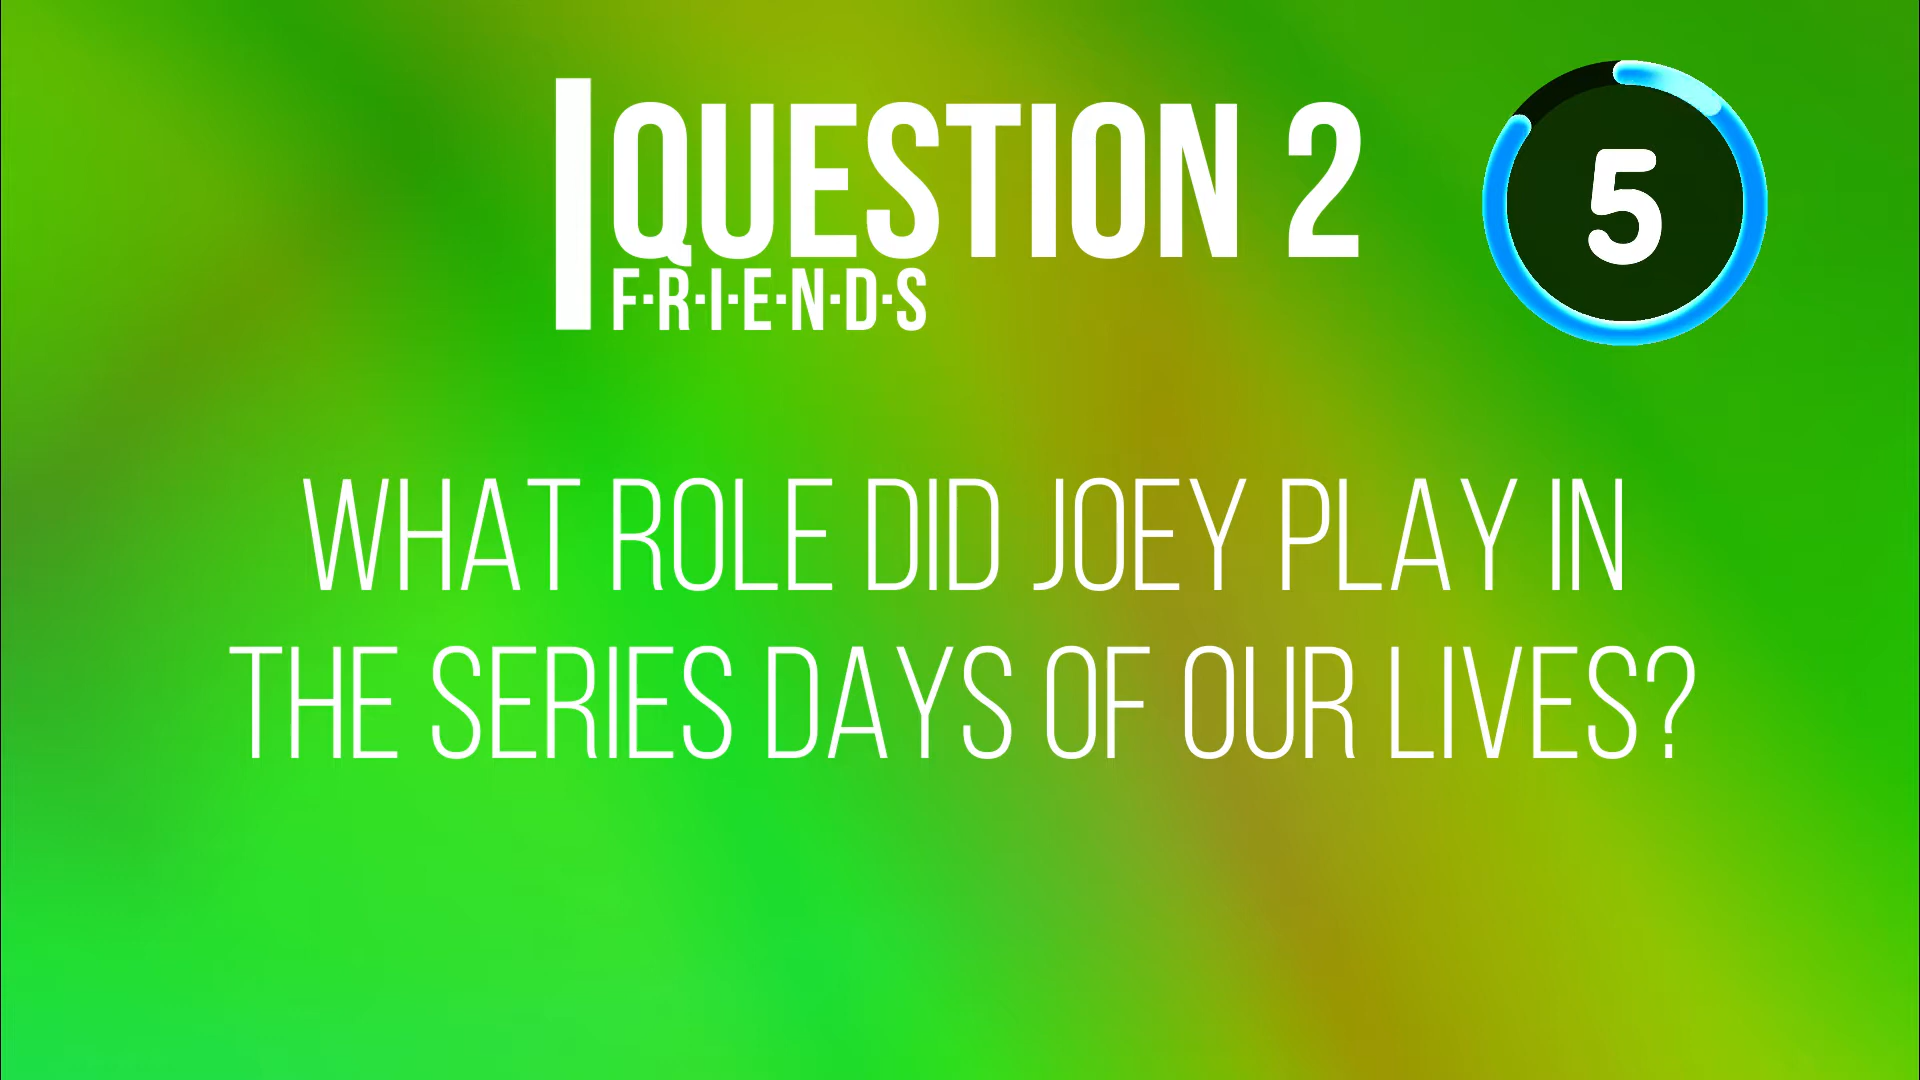 QUESTION 2
F·R·I·E·N·D·S
5
WHAT ROLE DID JOEY PLAY IN
THE SERIES DAYS OF OUR LIVES?